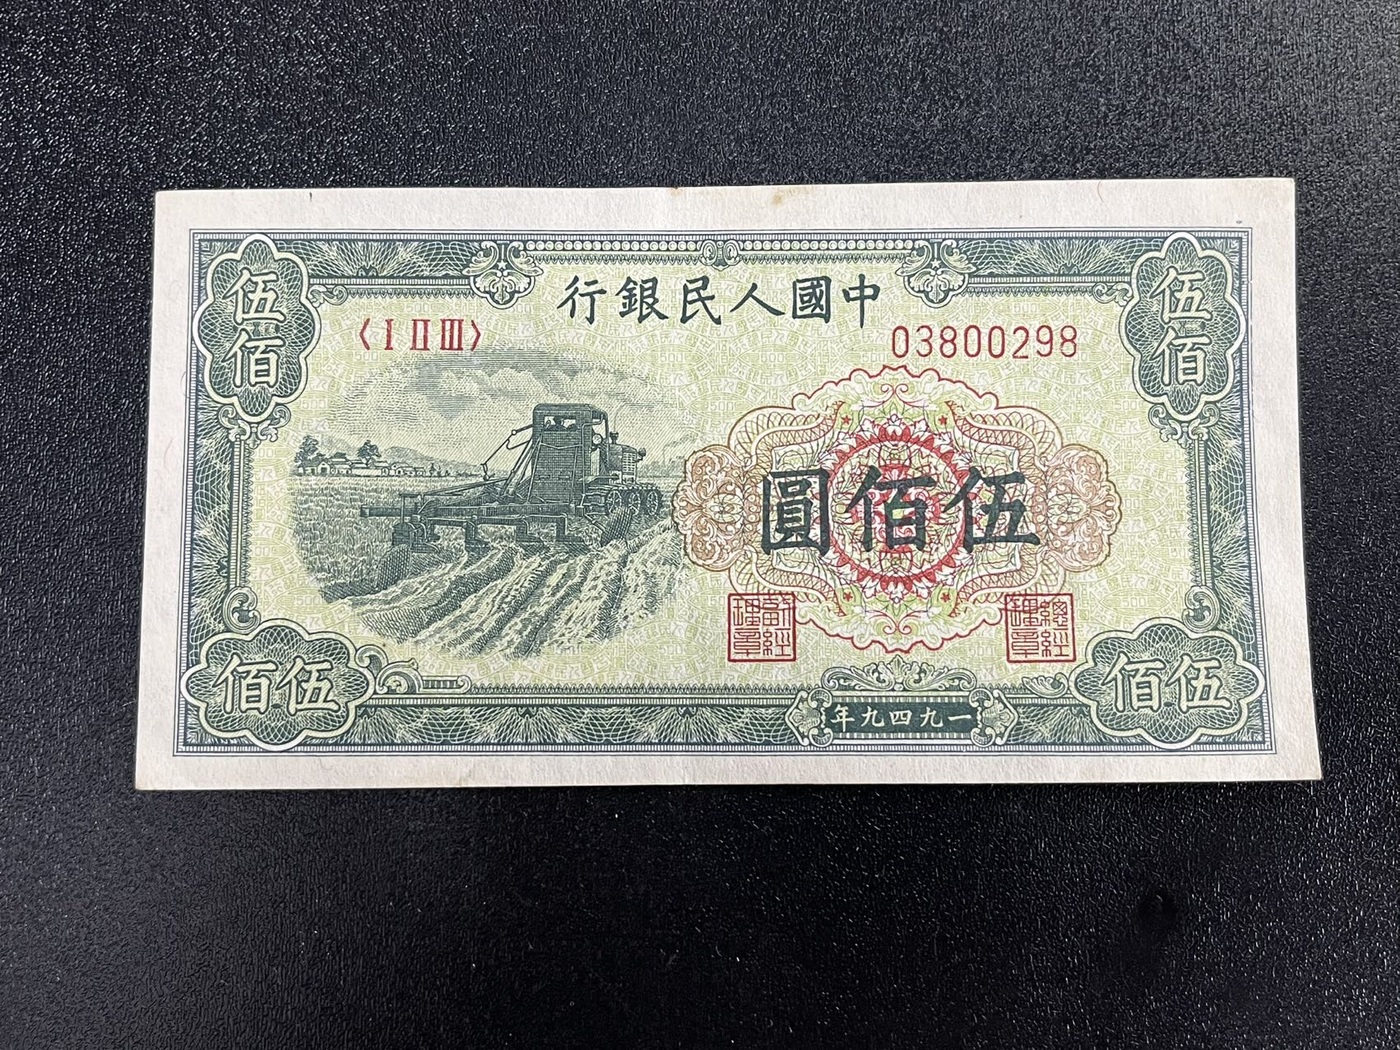 中國人民銀行
〈I II III〉
03800298
伍佰
伍佰
伍佰圓
副經理章
總經理章
伍佰
伍佰
一九四九年